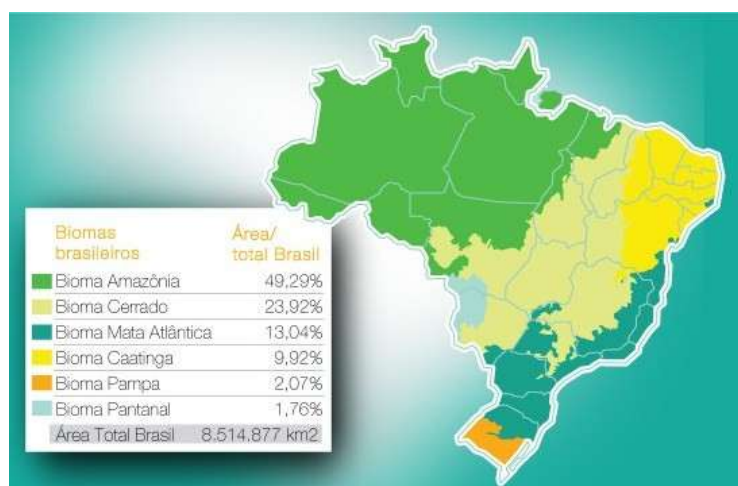 Biomas brasileiros
Área/ total Brasil
Bioma Amazônia 49,29%
Bioma Cerrado 23,92%
Bioma Mata Atlântica 13,04%
Bioma Caatinga 9,92%
Bioma Pampa 2,07%
Bioma Pantanal 1,76%
Área Total Brasil 8.514.877 km2